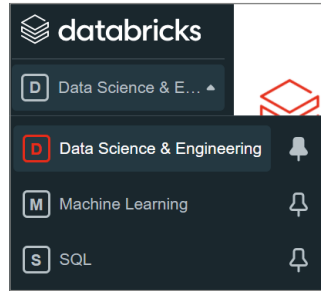 databricks
D Data Science & E...
D Data Science & Engineering
M Machine Learning
S SQL